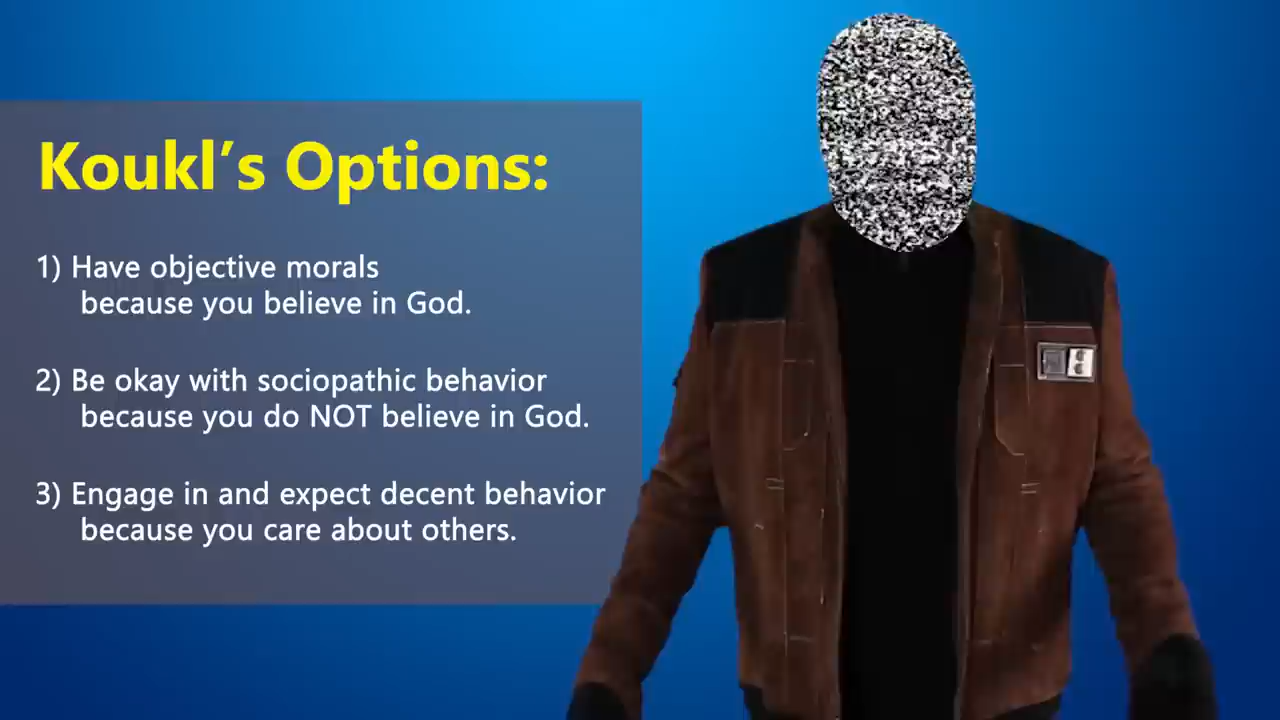 Koukl’s Options:
1) Have objective morals
because you believe in God.
2) Be okay with sociopathic behavior
because you do NOT believe in God.
3) Engage in and expect decent behavior
because you care about others.